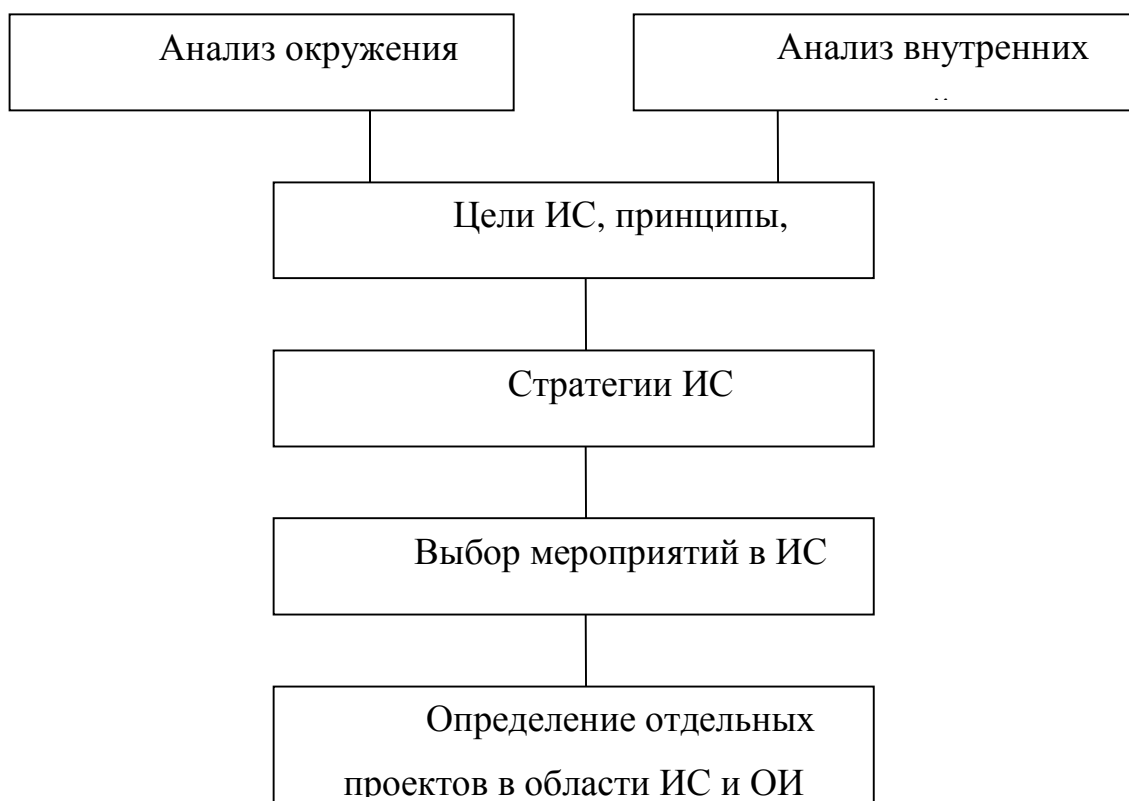 Анализ окружения
Анализ внутренних
Цели ИС, принципы,
Стратегии ИС
Выбор мероприятий в ИС
Определение отдельных
проектов в области ИС и ОИ